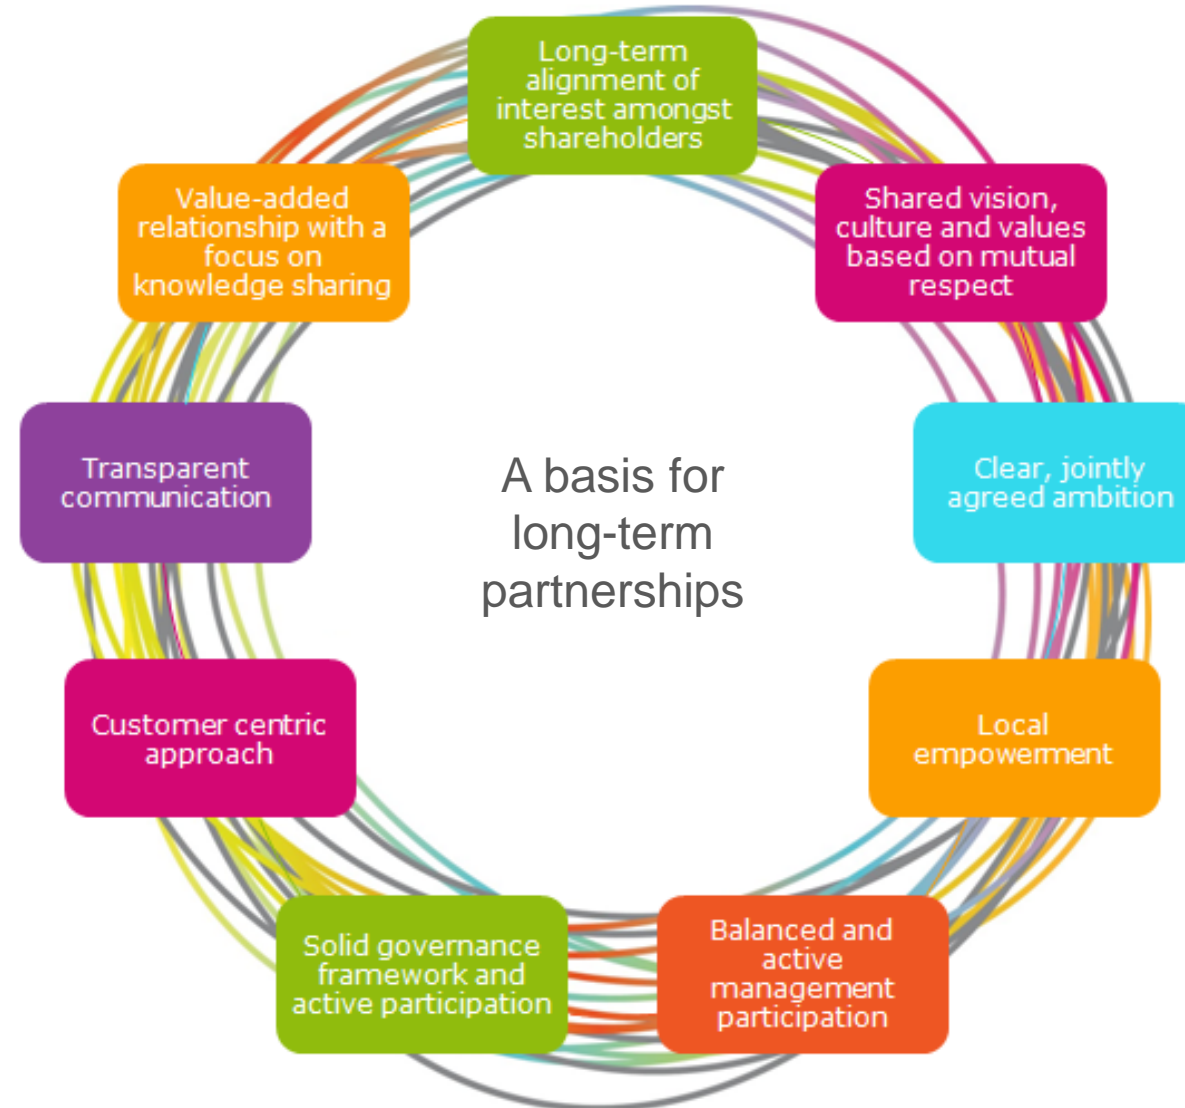 Long-term
alignment of
interest amongst
shareholders
Shared vision,
culture and values
based on mutual
respect
Clear, jointly
agreed ambition
Local
empowerment
Balanced and
active
management
participation
Solid governance
framework and
active participation
Customer centric
approach
Transparent
communication
Value-added
relationship with a
focus on
knowledge sharing
A basis for
long-term
partnerships